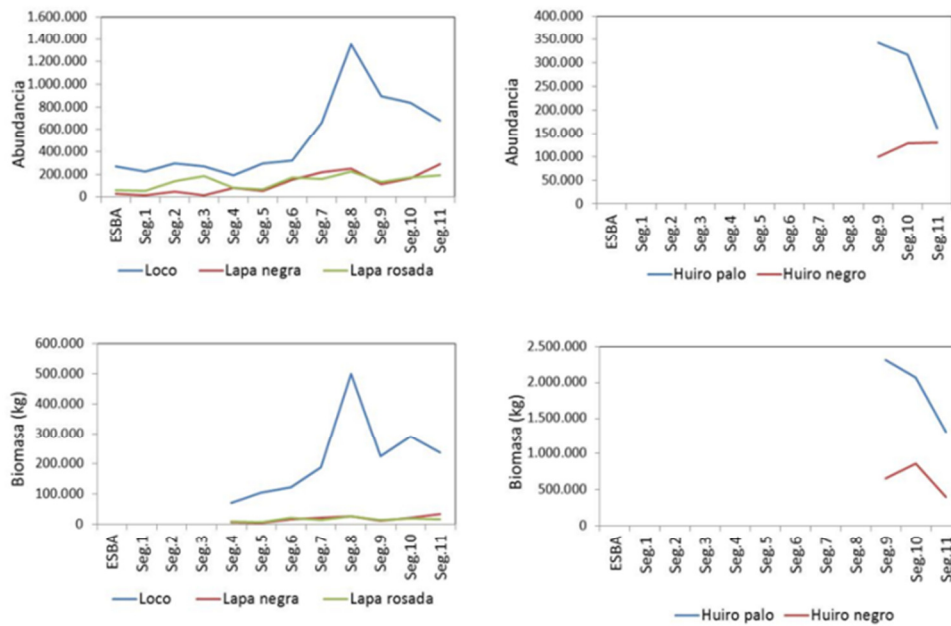 1.600.000
1.400.000
1.200.000
1.000.000
800.000
600.000
400.000
200.000
0
Abundancia
ESBA
Seg.1
Seg.2
Seg.3
Seg.4
Seg.5
Seg.6
Seg.7
Seg.8
Seg.9
Seg.10
Seg.11
Loco Lapa negra Lapa rosada
400.000
350.000
300.000
250.000
200.000
150.000
100.000
50.000
0
Abundancia
ESBA
Seg.1
Seg.2
Seg.3
Seg.4
Seg.5
Seg.6
Seg.7
Seg.8
Seg.9
Seg.10
Seg.11
Huiro palo Huiro negro
600.000
500.000
400.000
300.000
200.000
100.000
0
Biomasa (kg)
ESBA
Seg.1
Seg.2
Seg.3
Seg.4
Seg.5
Seg.6
Seg.7
Seg.8
Seg.9
Seg.10
Seg.11
Loco Lapa negra Lapa rosada
2.500.000
2.000.000
1.500.000
1.000.000
500.000
0
Biomasa (kg)
ESBA
Seg.1
Seg.2
Seg.3
Seg.4
Seg.5
Seg.6
Seg.7
Seg.8
Seg.9
Seg.10
Seg.11
Huiro palo Huiro negro